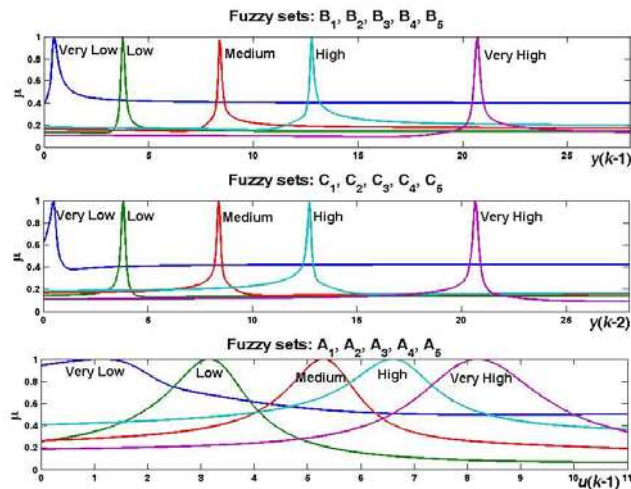 Fuzzy sets: B1, B2, B3, B4, B5
1
0.8
0.6
0.4
0.2
0
μ
Very Low Low Medium High Very High
0 5 10 15 20 25
y(k-1)
Fuzzy sets: C1, C2, C3, C4, C5
1
0.8
0.6
0.4
0.2
0
μ
Very Low Low Medium High Very High
0 5 10 15 20 25
y(k-2)
Fuzzy sets: A1, A2, A3, A4, A5
1
0.8
0.6
0.4
0.2
0
μ
Very Low Low Medium High Very High
0 1 2 3 4 5 6 7 8 9 10 11
u(k-1)